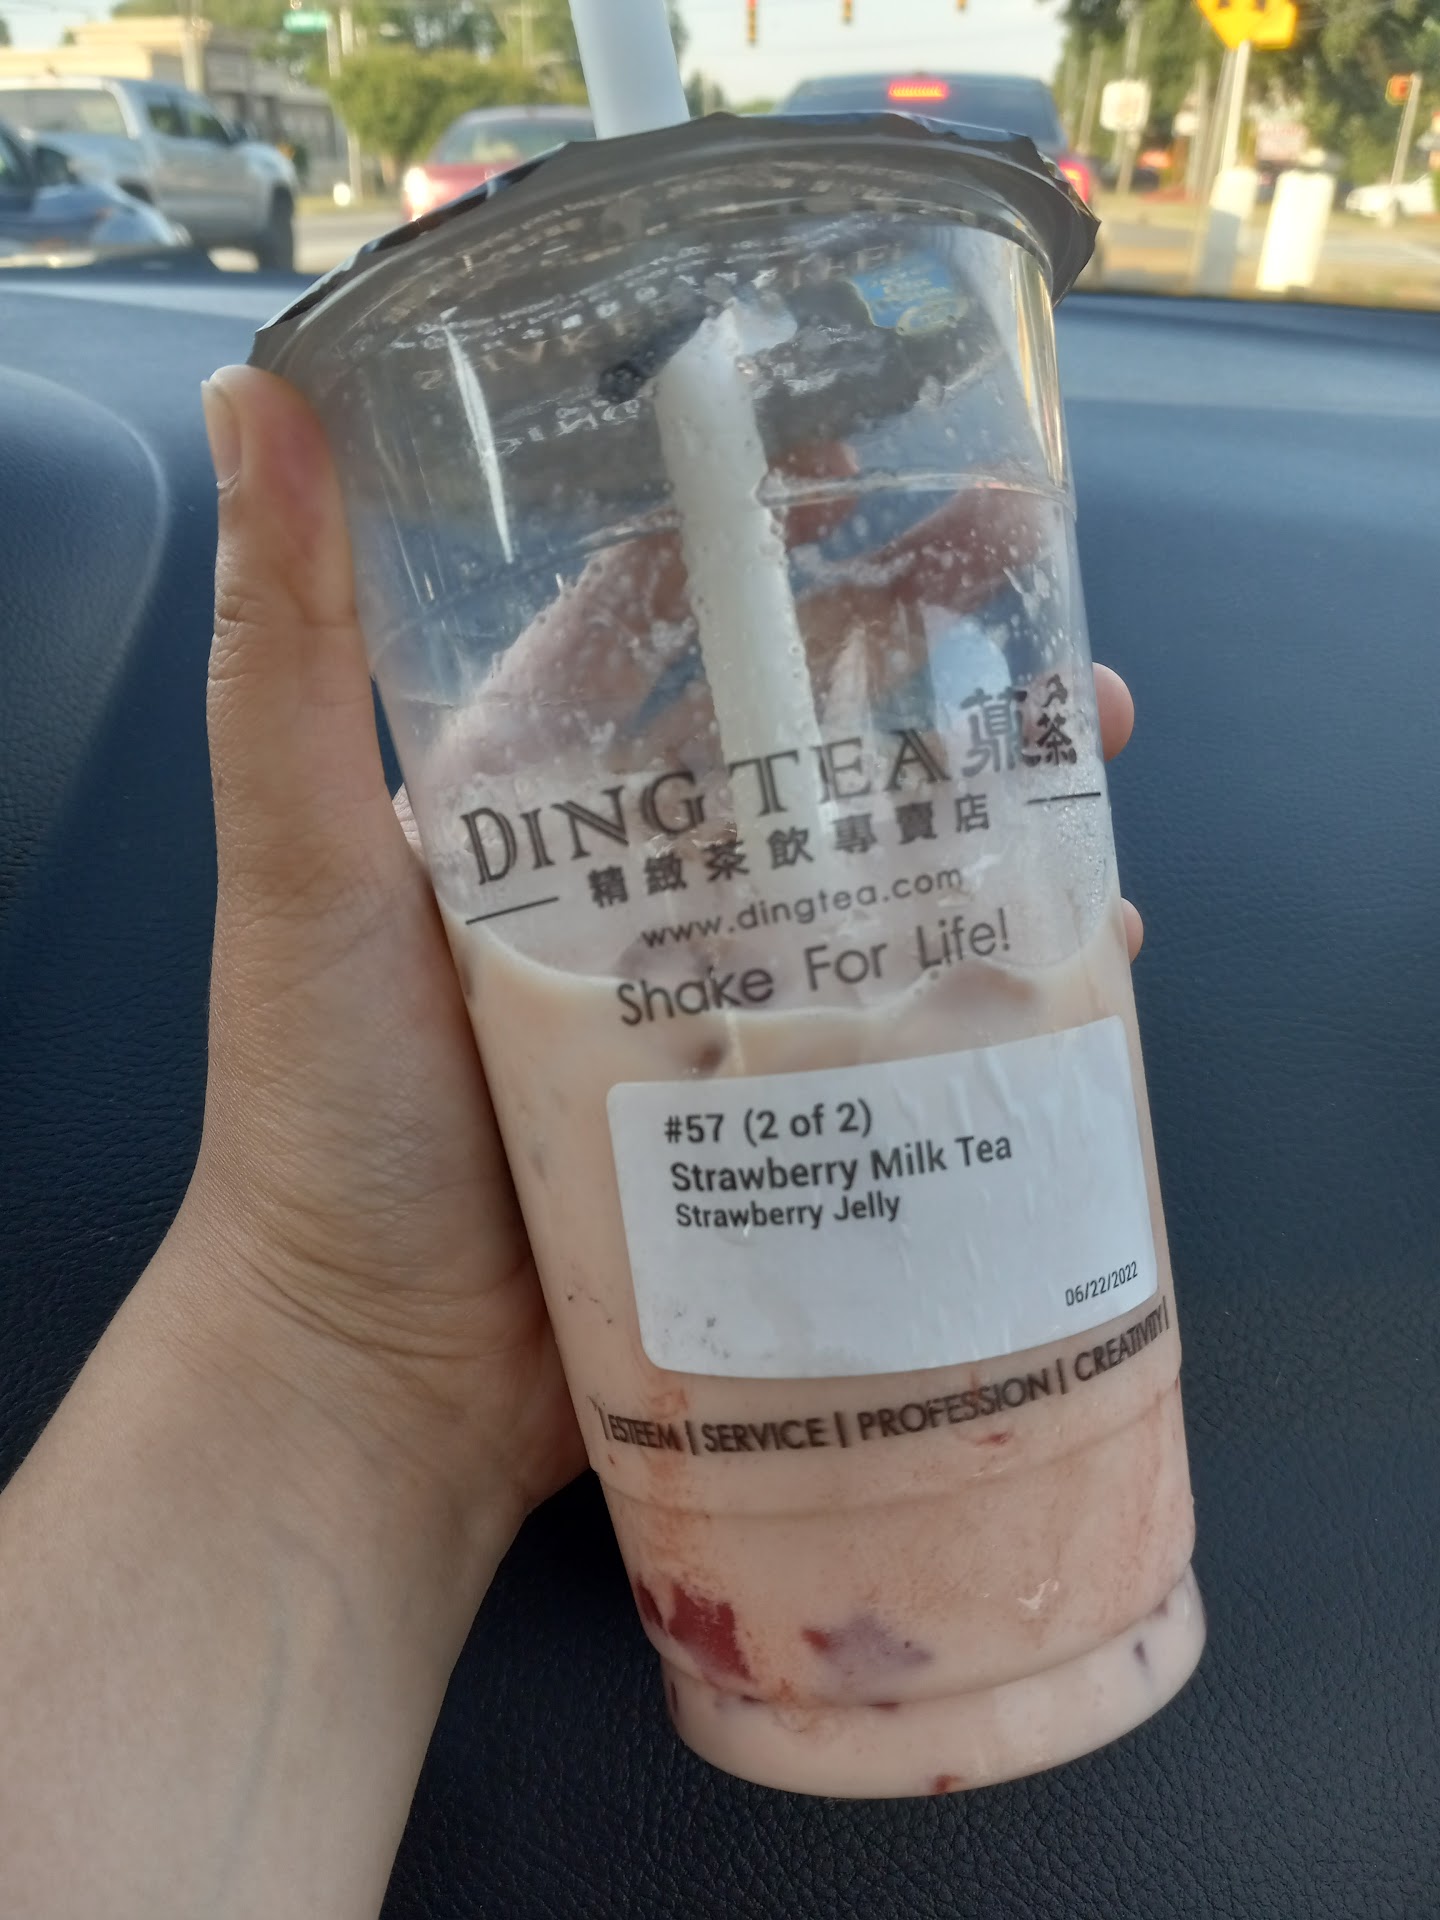 DING TEA 薡茶
精緻茶飲專賣店
www.dingtea.com
Shake For Life!
#57 (2 of 2)
Strawberry Milk Tea
Strawberry Jelly
06/22/2022
| ESTEEM | SERVICE | PROFESSION | CREATIVITY |